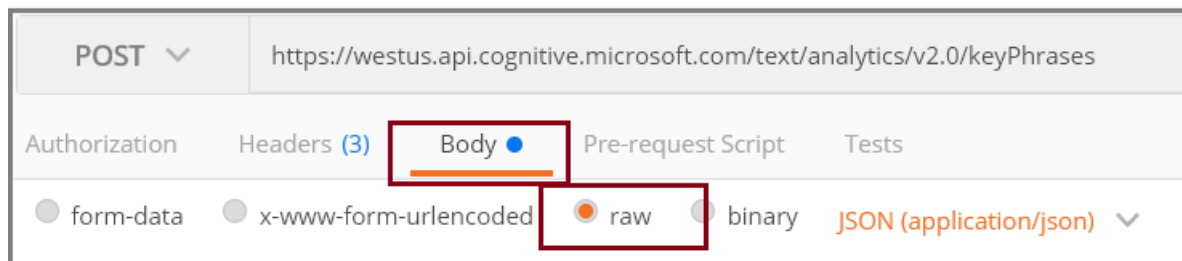 POST https://westus.api.cognitive.microsoft.com/text/analytics/v2.0/keyPhrases
Authorization Headers (3) Body Pre-request Script Tests
form-data x-www-form-urlencoded raw binary JSON (application/json)